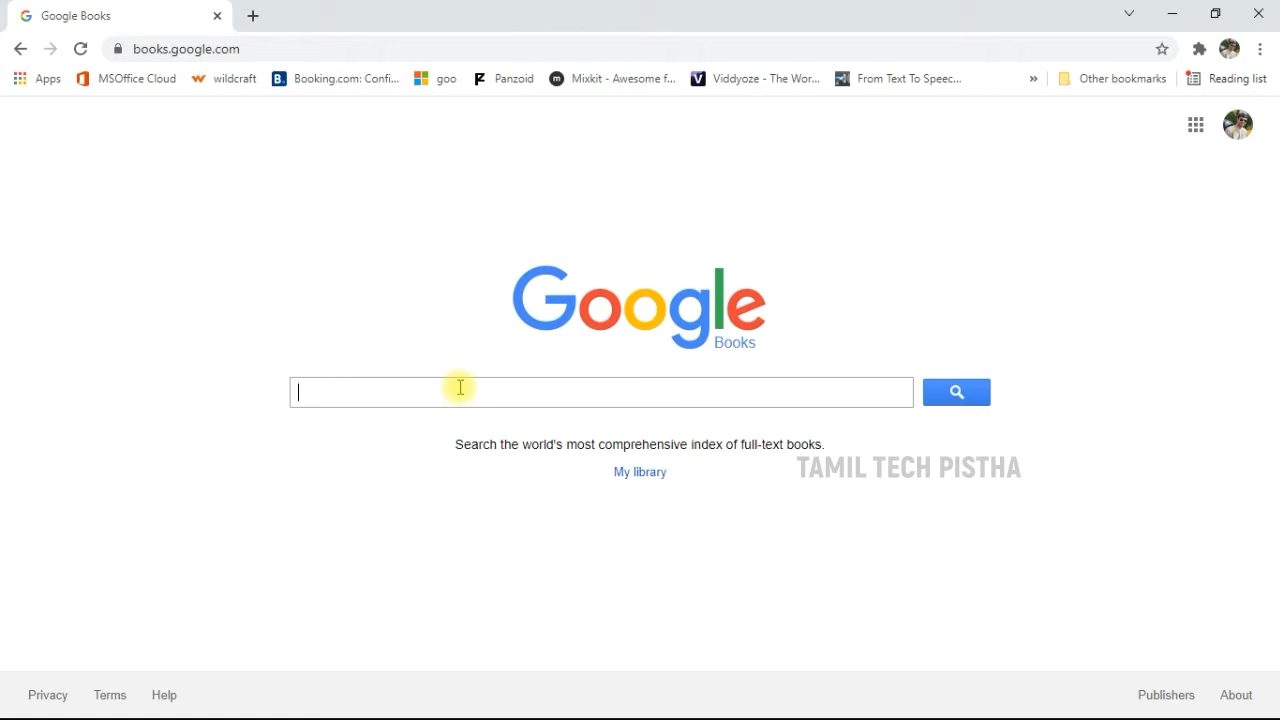 Google Books
books.google.com
Apps MSOffice Cloud wildcraft Booking.com: Confi... gox Panzoid Mixkit - Awesome f... Viddyoze - The Wor... From Text To Speec... » Other bookmarks Reading list
Google
Books
Search the world's most comprehensive index of full-text books.
My library
TAMIL TECH PISTHA
Privacy Terms Help Publishers About